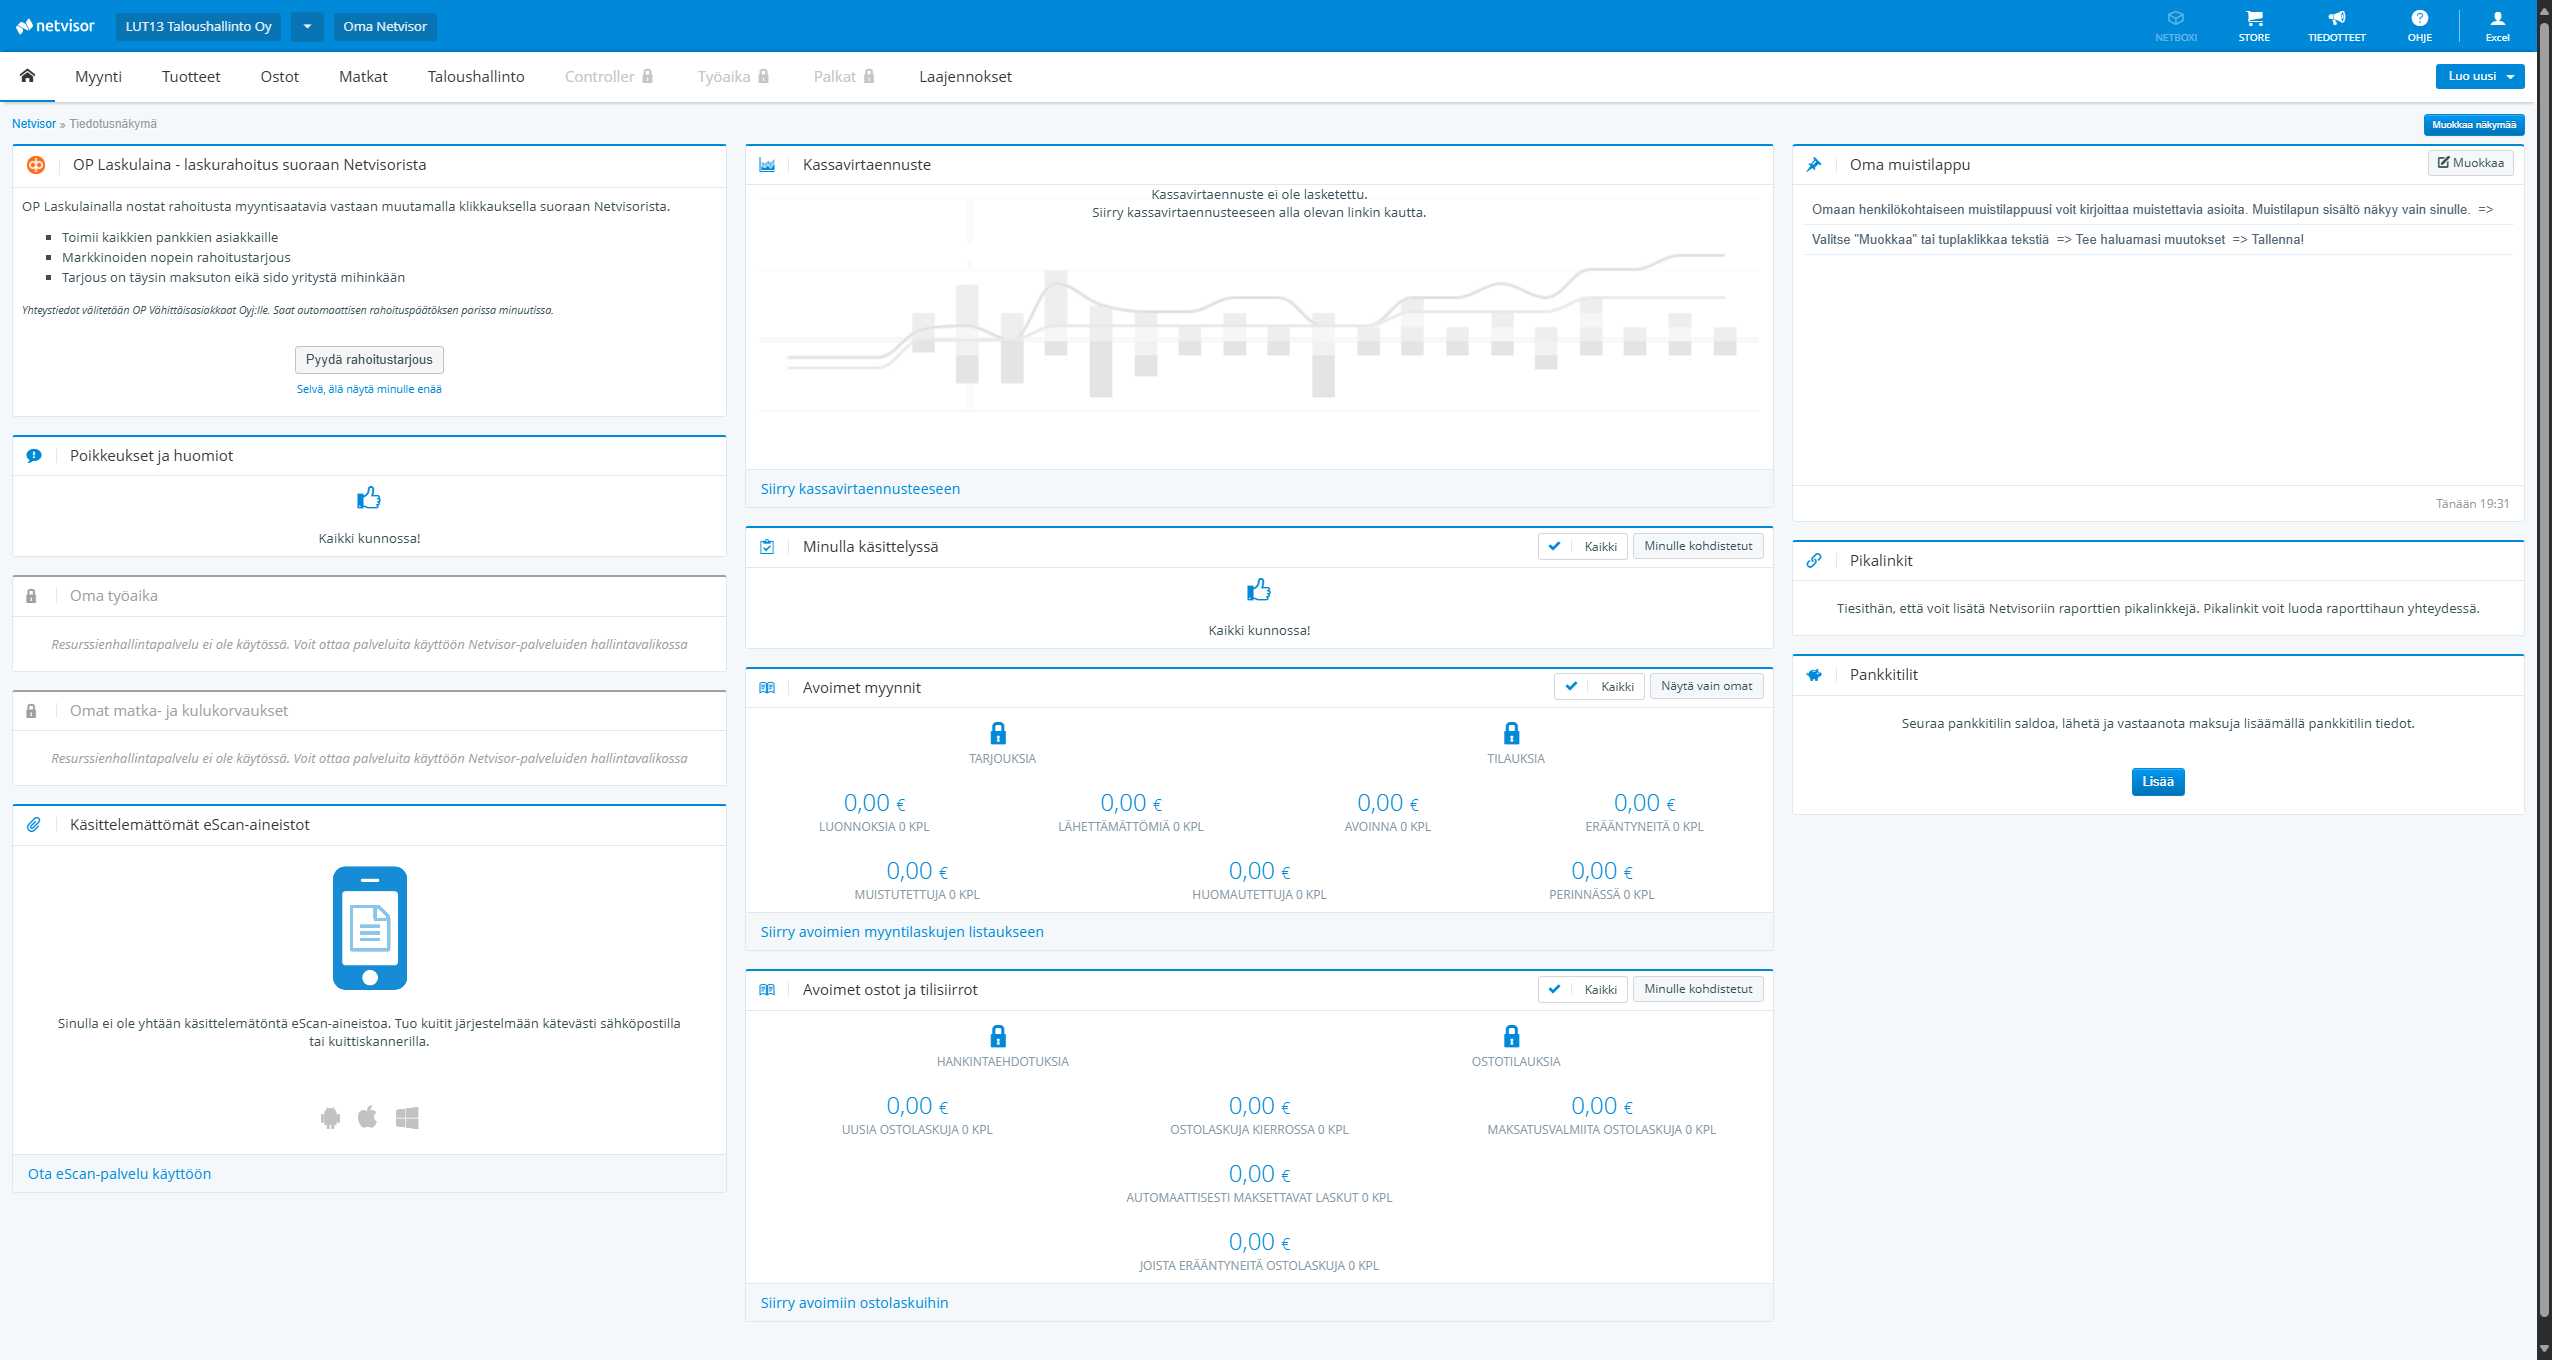 netvisor
LUT13 Taloushallinto Oy
Oma Netvisor
NETBOXI
STORE
TIEDOTTEET
OHJE
Excel
Myynti
Tuotteet
Ostot
Matkat
Taloushallinto
Controller
Työaika
Palkat
Laajennokset
Luo uusi
Netvisor » Tiedotusnäkymä
Muokkaa näkymää
OP Laskulaina - laskurahoitus suoraan Netvisorista
OP Laskulainalla nostat rahoitusta myyntisaatavia vastaan muutamalla klikkauksella suoraan Netvisorista.
Toimii kaikkien pankkien asiakkaille
Markkinoiden nopein rahoitustarjous
Tarjous on täysin maksuton eikä sido yritystä mihinkään
Yhteystiedot välitetään OP Vähittäisasiakkaat Oyj:lle. Saat automaattisen rahoituspäätöksen parissa minuutissa.
Pyydä rahoitustarjous
Selvä, älä näytä minulle enää
Poikkeukset ja huomiot
Kaikki kunnossa!
Oma työaika
Resurssienhallintapalvelu ei ole käytössä. Voit ottaa palveluita käyttöön Netvisor-palveluiden hallintavalikossa
Omat matka- ja kulukorvaukset
Resurssienhallintapalvelu ei ole käytössä. Voit ottaa palveluita käyttöön Netvisor-palveluiden hallintavalikossa
Käsittelemättömät eScan-aineistot
Sinulla ei ole yhtään käsittelemätöntä eScan-aineistoa. Tuo kuitit järjestelmään kätevästi sähköpostilla
tai kuittiskannerilla.
Ota eScan-palvelu käyttöön
Kassavirtaennuste
Kassavirtaennuste ei ole lasketettu.
Siirry kassavirtaennusteeseen alla olevan linkin kautta.
Siirry kassavirtaennusteeseen
Minulla käsittelyssä
Kaikki
Minulle kohdistetut
Kaikki kunnossa!
Avoimet myynnit
Kaikki
Näytä vain omat
TARJOUKSIA
TILAUKSIA
0,00 €
0,00 €
0,00 €
0,00 €
LUONNOKSIA 0 KPL
LÄHETTÄMÄTTÖMIÄ 0 KPL
AVOINNA 0 KPL
ERÄÄNTYNEITÄ 0 KPL
0,00 €
0,00 €
0,00 €
MUISTUTETTUJA 0 KPL
HUOMAUTETTUJA 0 KPL
PERINNÄSSÄ 0 KPL
Siirry avoimien myyntilaskujen listaukseen
Avoimet ostot ja tilisiirrot
Kaikki
Minulle kohdistetut
HANKINTAEHDOTUKSIA
OSTOTILAUKSIA
0,00 €
0,00 €
0,00 €
UUSIA OSTOLASKUJA 0 KPL
OSTOLASKUJA KIERROSSA 0 KPL
MAKSATUSVALMIITA OSTOLASKUJA 0 KPL
0,00 €
AUTOMAATTISESTI MAKSETTAVAT LASKUT 0 KPL
0,00 €
JOISTA ERÄÄNTYNEITÄ OSTOLASKUJA 0 KPL
Siirry avoimiin ostolaskuihin
Oma muistilappu
Muokkaa
Omaan henkilökohtaiseen muistilappuusi voit kirjoittaa muistettavia asioita. Muistilapun sisältö näkyy vain sinulle. =>
Valitse "Muokkaa" tai tuplaklikkaa tekstiä => Tee haluamasi muutokset => Tallenna!
Tänään 19:31
Pikalinkit
Tiesithän, että voit lisätä Netvisoriin raporttien pikalinkkejä. Pikalinkit voit luoda raporttihaun yhteydessä.
Pankkitilit
Seuraa pankkitilin saldoa, lähetä ja vastaanota maksuja lisäämällä pankkitilin tiedot.
Lisää